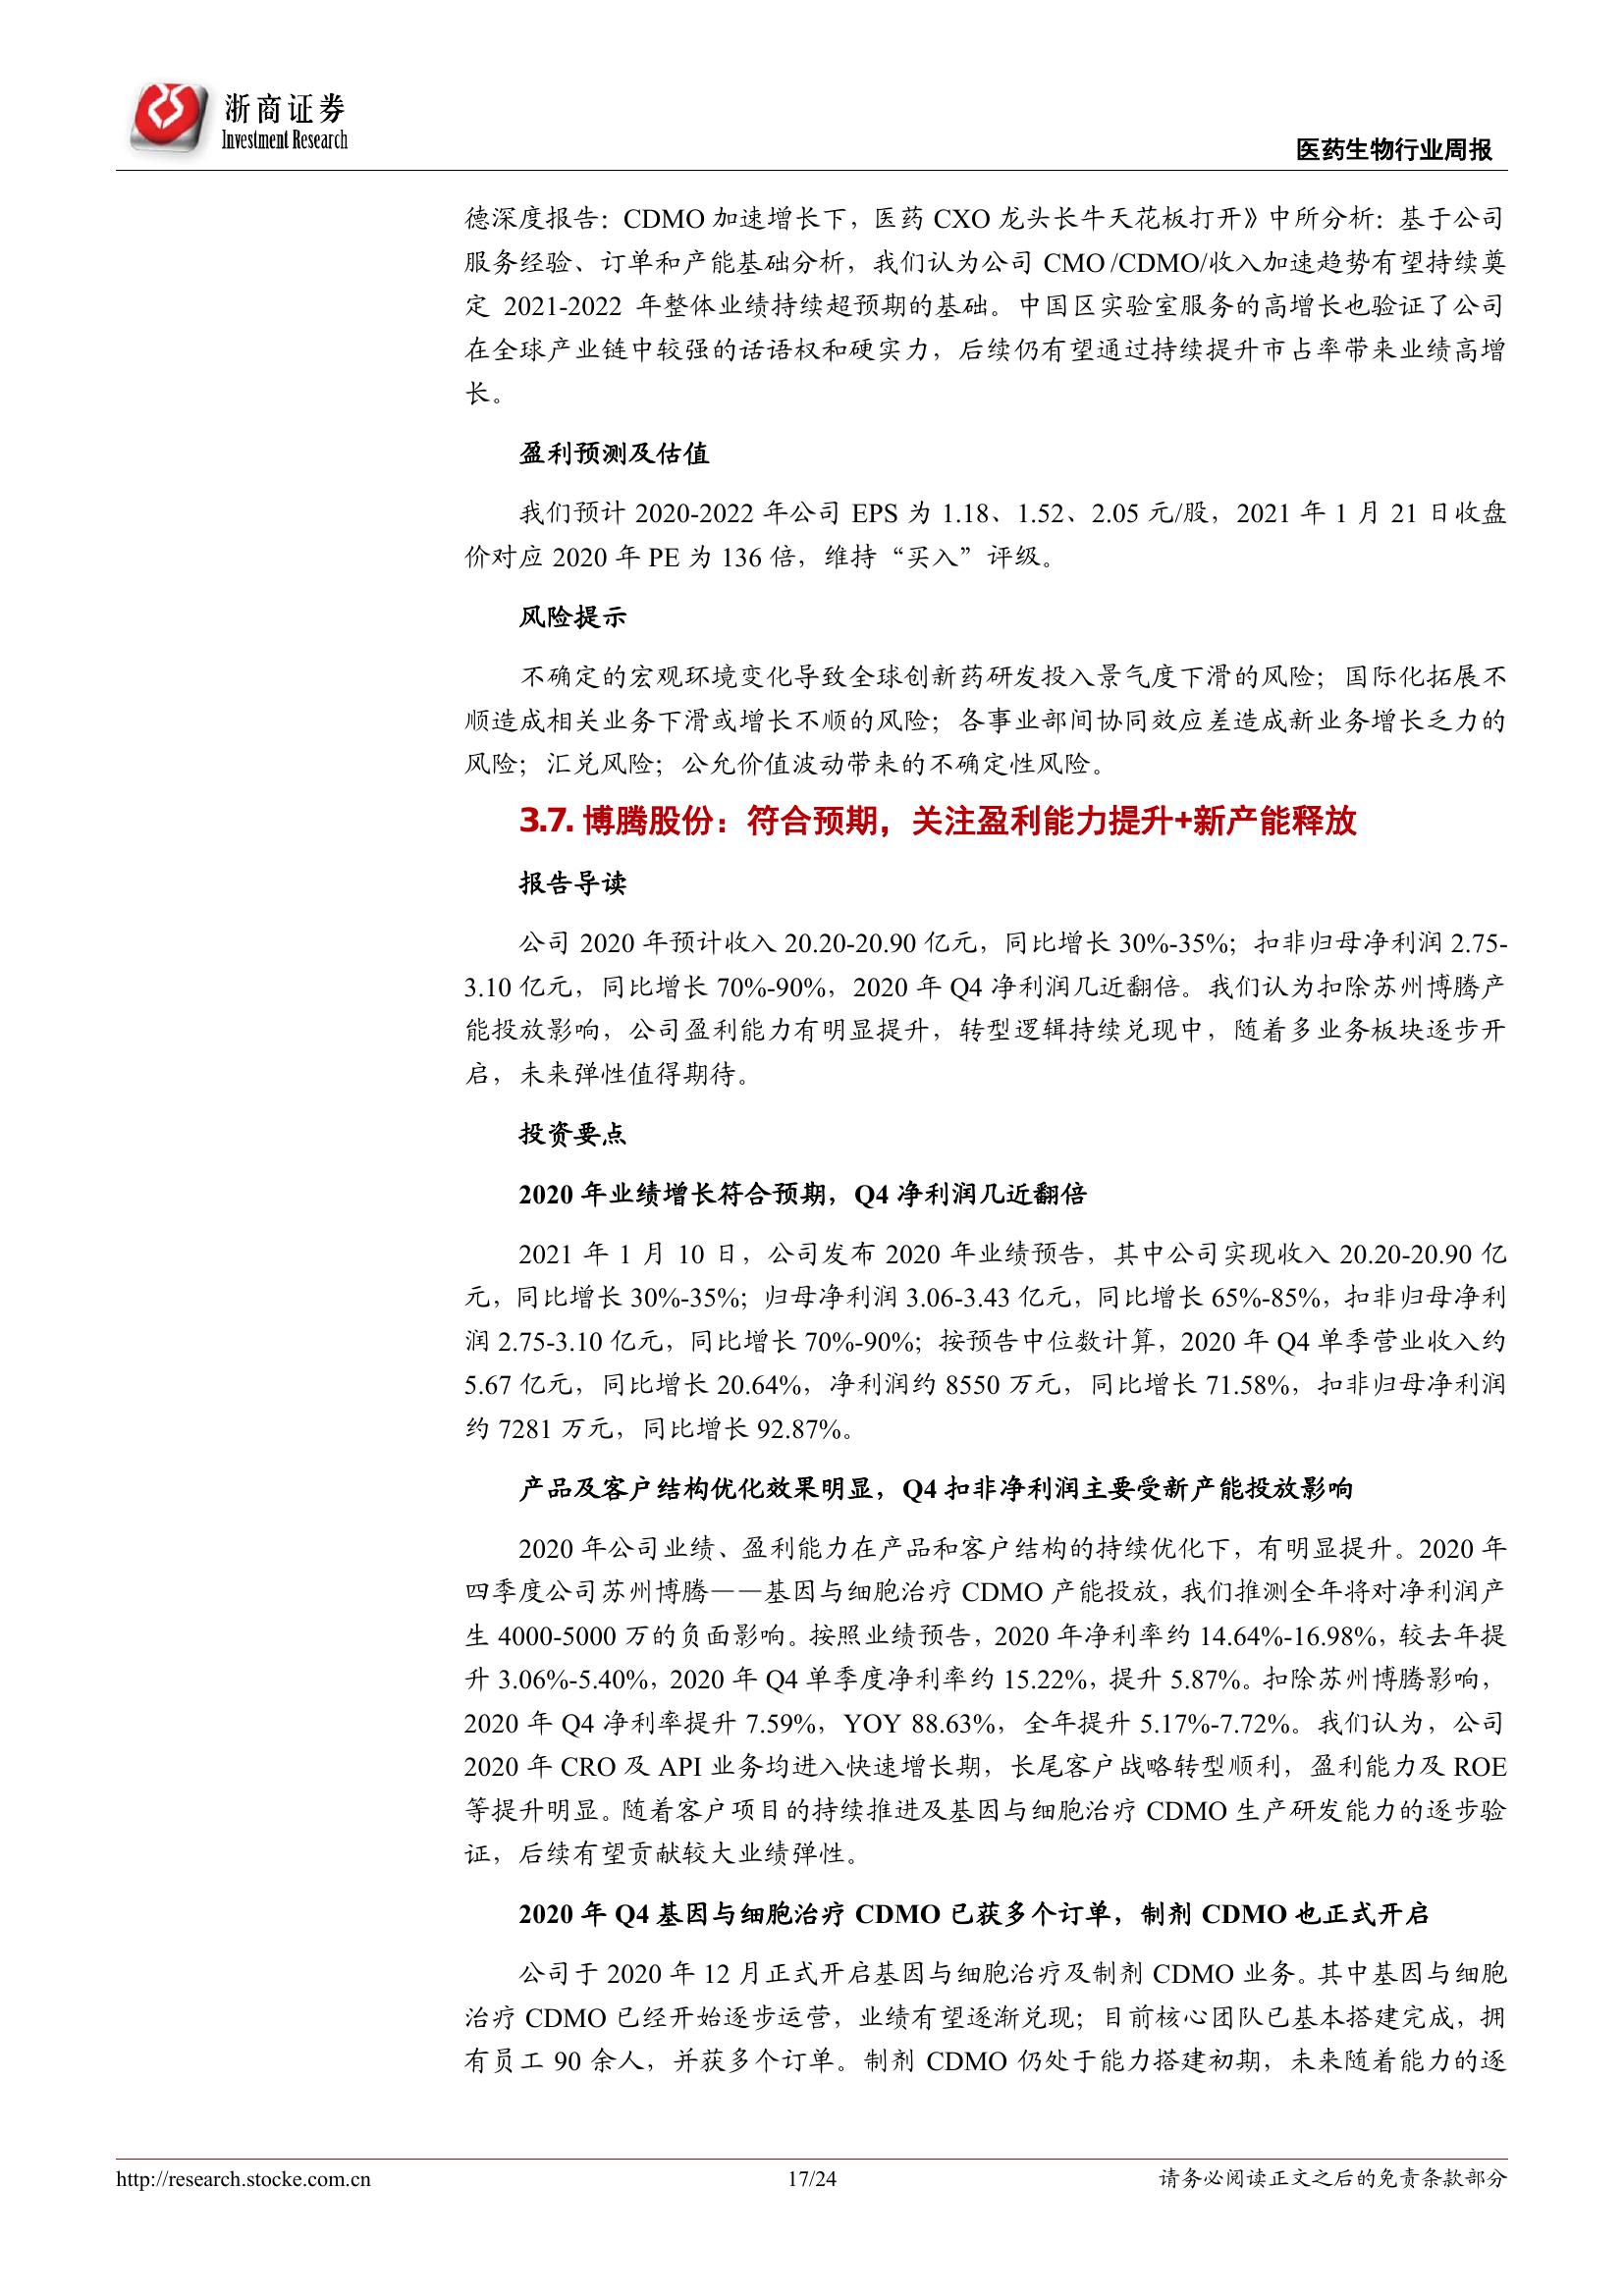 浙商证券
Investment Research
医药生物行业周报
德深度报告：CDMO 加速增长下，医药 CXO 龙头长牛天花板打开》中所分析：基于公司
服务经验、订单和产能基础分析，我们认为公司 CMO /CDMO/收入加速趋势有望持续奠
定 2021-2022 年整体业绩持续超预期的基础。中国区实验室服务的高增长也验证了公司
在全球产业链中较强的话语权和硬实力，后续仍有望通过持续提升市占率带来业绩高增
长。
盈利预测及估值
我们预计 2020-2022 年公司 EPS 为 1.18、1.52、2.05 元/股，2021 年 1 月 21 日收盘
价对应 2020 年 PE 为 136 倍，维持“买入”评级。
风险提示
不确定的宏观环境变化导致全球创新药研发投入景气度下滑的风险；国际化拓展不
顺造成相关业务下滑或增长不顺的风险；各事业部间协同效应差造成新业务增长乏力的
风险；汇兑风险；公允价值波动带来的不确定性风险。
3.7. 博腾股份：符合预期，关注盈利能力提升+新产能释放
报告导读
公司 2020 年预计收入 20.20-20.90 亿元，同比增长 30%-35%；扣非归母净利润 2.75-
3.10 亿元，同比增长 70%-90%，2020 年 Q4 净利润几近翻倍。我们认为扣除苏州博腾产
能投放影响，公司盈利能力有明显提升，转型逻辑持续兑现中，随着多业务板块逐步开
启，未来弹性值得期待。
投资要点
2020 年业绩增长符合预期，Q4 净利润几近翻倍
2021 年 1 月 10 日，公司发布 2020 年业绩预告，其中公司实现收入 20.20-20.90 亿
元，同比增长 30%-35%；归母净利润 3.06-3.43 亿元，同比增长 65%-85%，扣非归母净利
润 2.75-3.10 亿元，同比增长 70%-90%；按预告中位数计算，2020 年 Q4 单季营业收入约
5.67 亿元，同比增长 20.64%，净利润约 8550 万元，同比增长 71.58%，扣非归母净利润
约 7281 万元，同比增长 92.87%。
产品及客户结构优化效果明显，Q4 扣非净利润主要受新产能投放影响
2020 年公司业绩、盈利能力在产品和客户结构的持续优化下，有明显提升。2020 年
四季度公司苏州博腾——基因与细胞治疗 CDMO 产能投放，我们推测全年将对净利润产
生 4000-5000 万的负面影响。按照业绩预告，2020 年净利率约 14.64%-16.98%，较去年提
升 3.06%-5.40%，2020 年 Q4 单季度净利率约 15.22%，提升 5.87%。扣除苏州博腾影响，
2020 年 Q4 净利率提升 7.59%，YOY 88.63%，全年提升 5.17%-7.72%。我们认为，公司
2020 年 CRO 及 API 业务均进入快速增长期，长尾客户战略转型顺利，盈利能力及 ROE
等提升明显。随着客户项目的持续推进及基因与细胞治疗 CDMO 生产研发能力的逐步验
证，后续有望贡献较大业绩弹性。
2020 年 Q4 基因与细胞治疗 CDMO 已获多个订单，制剂 CDMO 也正式开启
公司于 2020 年 12 月正式开启基因与细胞治疗及制剂 CDMO 业务。其中基因与细胞
治疗 CDMO 已经开始逐步运营，业绩有望逐渐兑现；目前核心团队已基本搭建完成，拥
有员工 90 余人，并获多个订单。制剂 CDMO 仍处于能力搭建初期，未来随着能力的逐
http://research.stocke.com.cn
17/24
请务必阅读正文之后的免责条款部分